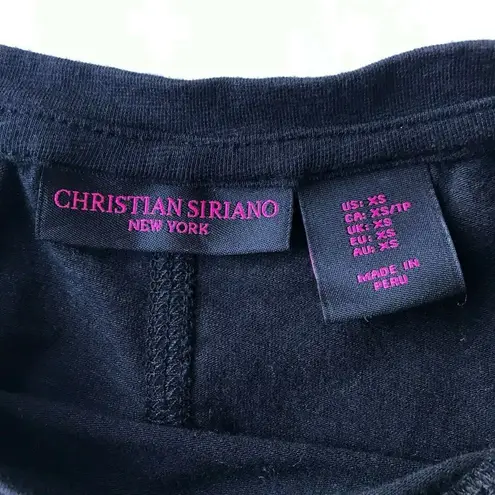 CHRISTIAN SIRIANO
NEW YORK
US: XS
CA: XS/TP
UK: XS
EU: XS
AU: XS
MADE IN
PERU